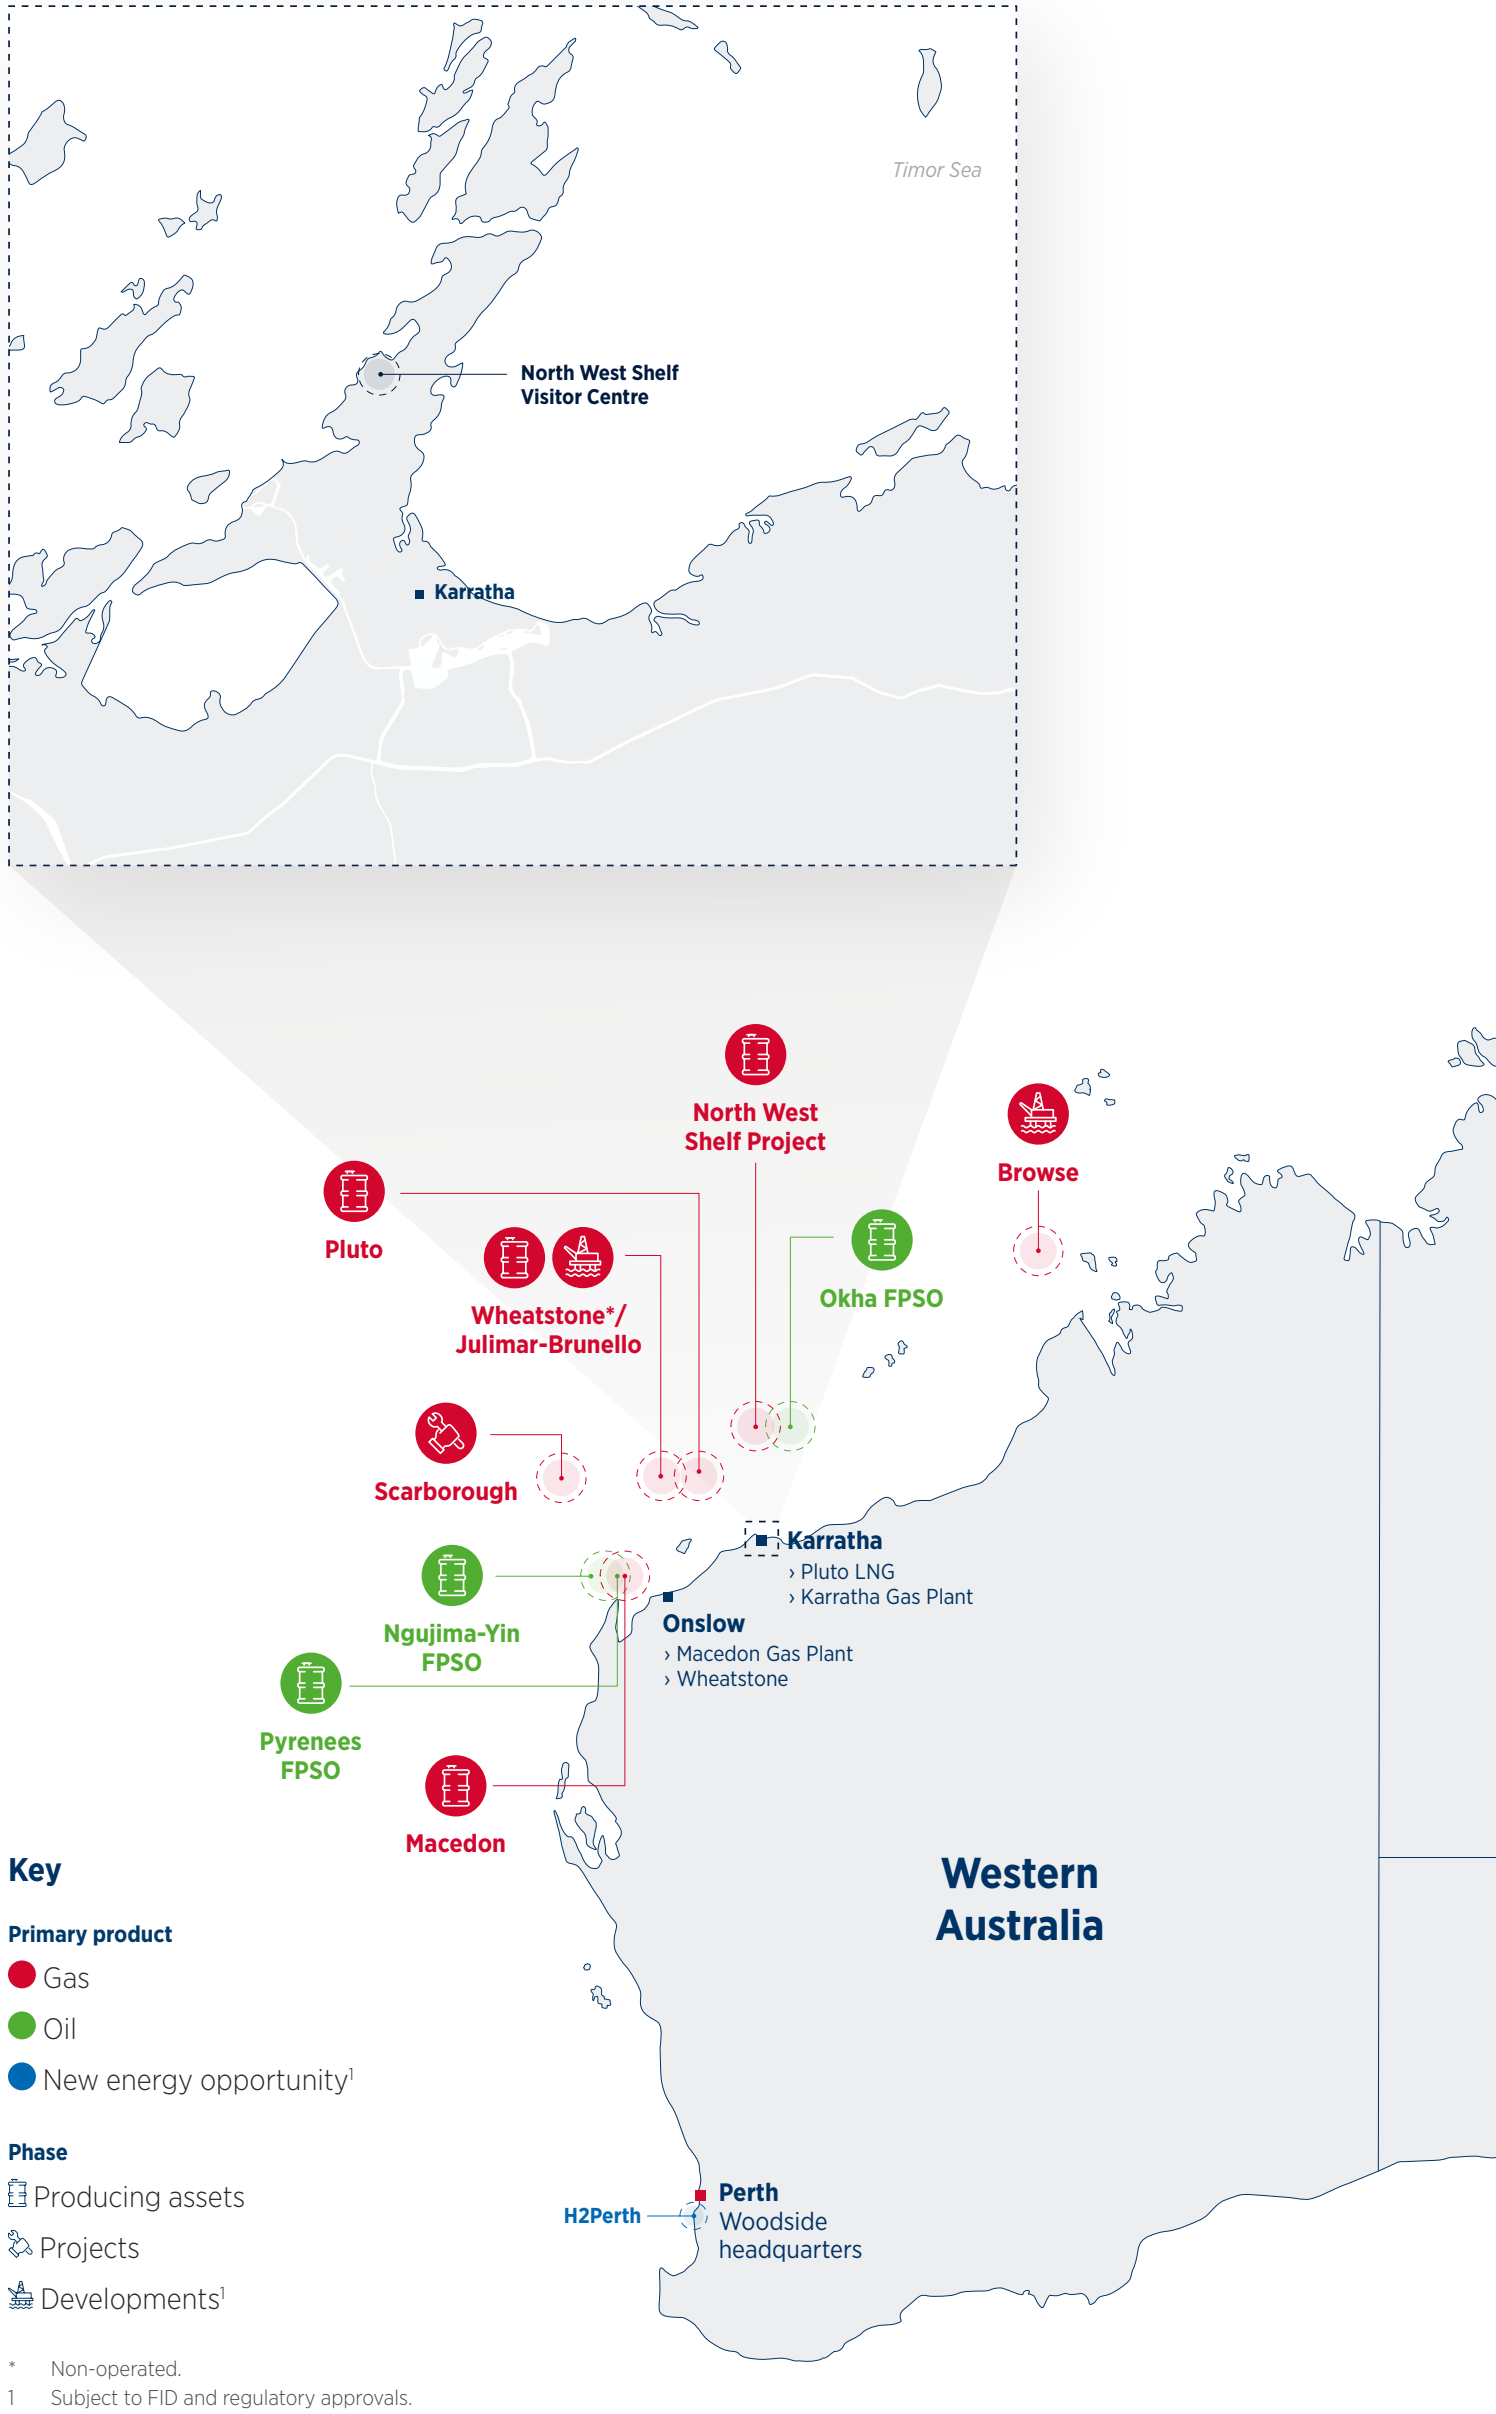 Timor Sea
North West Shelf
Visitor Centre
Karratha
North West
Shelf Project
Browse
Pluto
Okha FPSO
Wheatstone*/
Julimar-Brunello
Scarborough
Karratha
› Pluto LNG
› Karratha Gas Plant
Ngujima-Yin
FPSO
Onslow
› Macedon Gas Plant
› Wheatstone
Pyrenees
FPSO
Macedon
Western
Australia
Key
Primary product
Gas
Oil
New energy opportunity¹
Phase
Producing assets
Projects
Developments¹
H2Perth
Perth
Woodside
headquarters
* Non-operated.
1 Subject to FID and regulatory approvals.